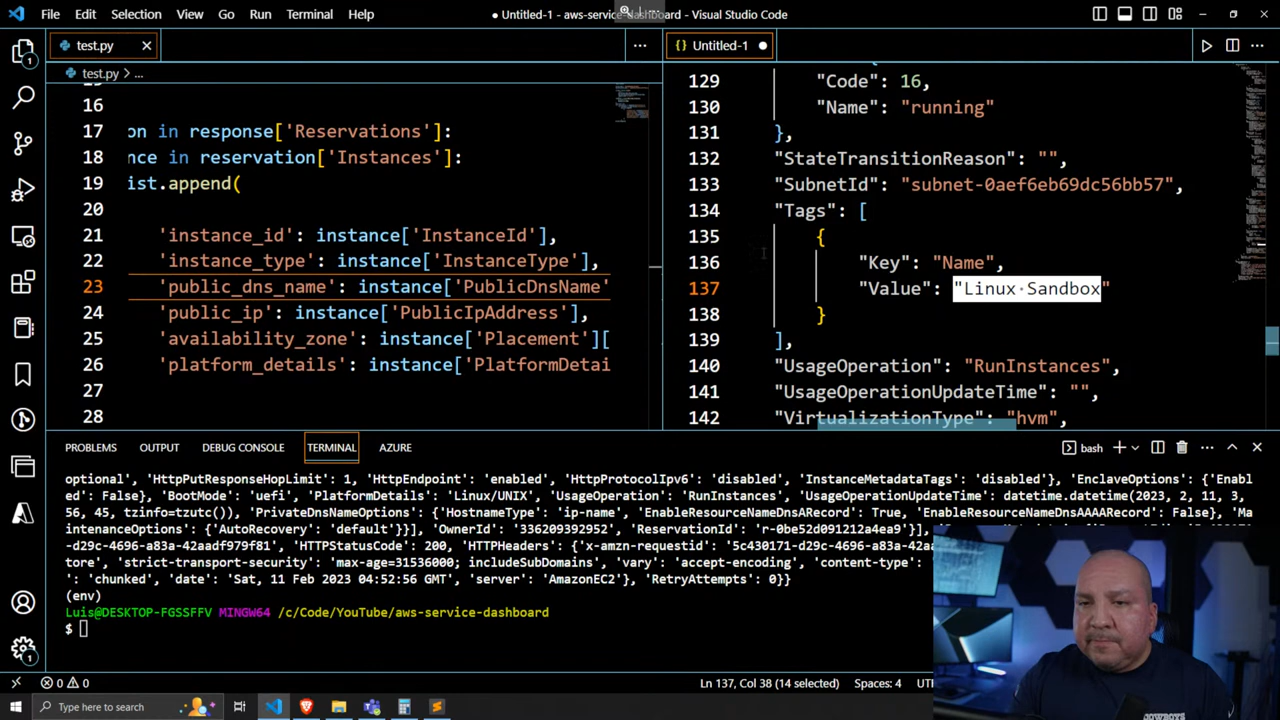 File Edit Selection View Go Run Terminal Help
● Untitled-1 - aws-service-dashboard - Visual Studio Code
test.py
test.py > ...
16
17 on in response['Reservations']:
18 nce in reservation['Instances']:
19 ist.append(
20
21 'instance_id': instance['InstanceId'],
22 'instance_type': instance['InstanceType'],
23 'public_dns_name': instance['PublicDnsName'
24 'public_ip': instance['PublicIpAddress'],
25 'availability_zone': instance['Placement'][
26 'platform_details': instance['PlatformDetai
27
28
{} Untitled-1 ●
129 "Code": 16,
130 "Name": "running"
131 },
132 "StateTransitionReason": "",
133 "SubnetId": "subnet-0aef6eb69dc56bb57",
134 "Tags": [
135 {
136 "Key": "Name",
137 "Value": "Linux·Sandbox"
138 }
139 ],
140 "UsageOperation": "RunInstances",
141 "UsageOperationUpdateTime": "",
142 "VirtualizationType": "hvm",
PROBLEMS OUTPUT DEBUG CONSOLE TERMINAL AZURE
bash
optional', 'HttpPutResponseHopLimit': 1, 'HttpEndpoint': 'enabled', 'HttpProtocolIpv6': 'disabled', 'InstanceMetadataTags': 'disabled'}, 'EnclaveOptions': {'Enabl
ed': False}, 'BootMode': 'uefi', 'PlatformDetails': 'Linux/UNIX', 'UsageOperation': 'RunInstances', 'UsageOperationUpdateTime': datetime.datetime(2023, 2, 11, 3,
56, 45, tzinfo=tzutc()), 'PrivateDnsNameOptions': {'HostnameType': 'ip-name', 'EnableResourceNameDnsARecord': True, 'EnableResourceNameDnsAAAARecord': False}, 'Ma
intenanceOptions': {'AutoRecovery': 'default'}}], 'OwnerId': '336209392952', 'ReservationId': 'r-0be52d091212a4ea9'}],
-d29c-4696-a83a-42aadf979f81', 'HTTPStatusCode': 200, 'HTTPHeaders': {'x-amzn-requestid': '5c430171-d29c-4696-a83a-42
tore', 'strict-transport-security': 'max-age=31536000; includeSubDomains', 'vary': 'accept-encoding', 'content-type':
': 'chunked', 'date': 'Sat, 11 Feb 2023 04:52:56 GMT', 'server': 'AmazonEC2'}, 'RetryAttempts': 0}}
(env)
Luis@DESKTOP-FGSSFFV MINGW64 /c/Code/YouTube/aws-service-dashboard
$
0 0
Ln 137, Col 38 (14 selected) Spaces: 4
Type here to search
COWBOYS